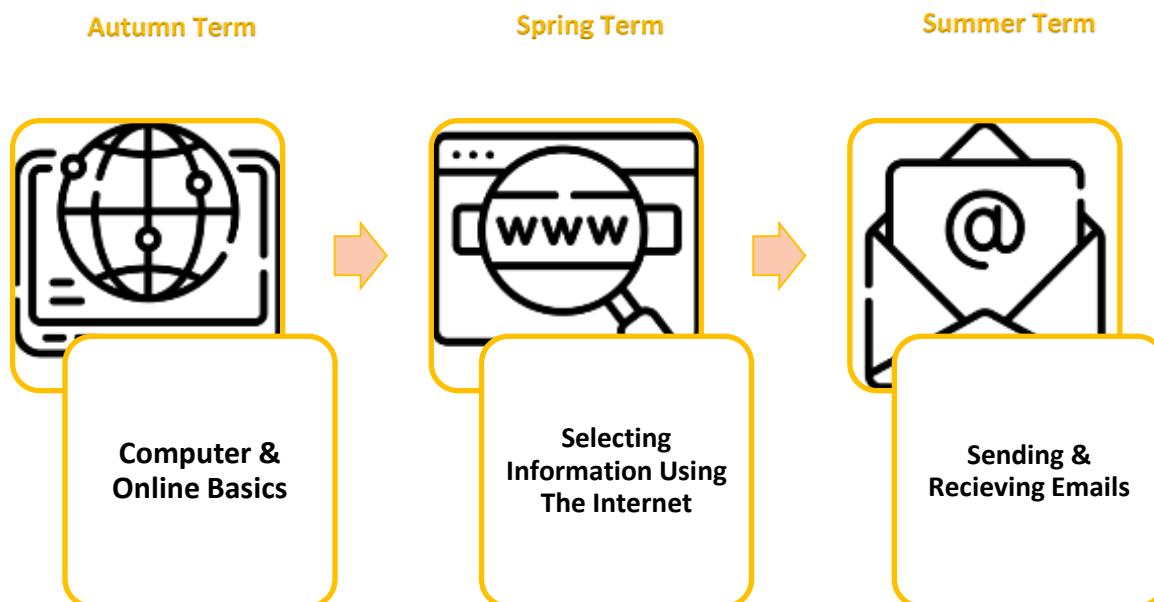 Autumn Term
Spring Term
Summer Term
www
@
Computer &
Online Basics
Selecting
Information Using
The Internet
Sending &
Recieving Emails